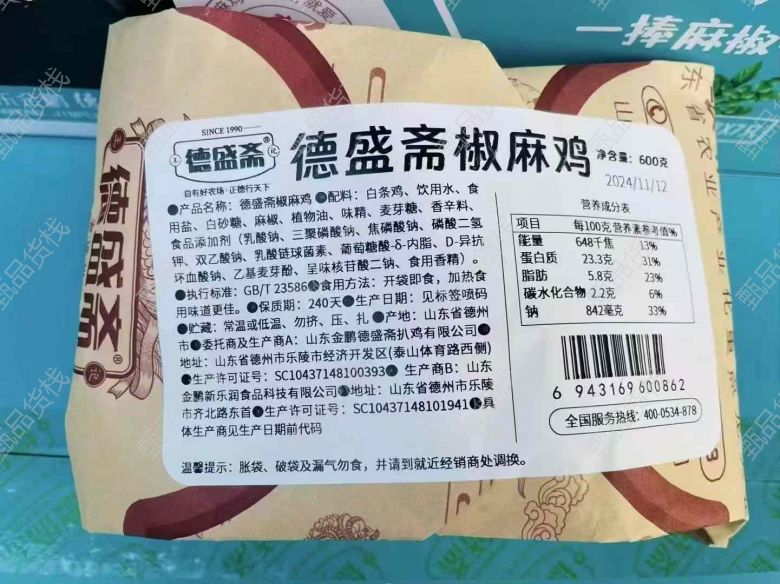 一捧麻椒
SINCE 1990
德盛斋®
王 记
自有好农场·正德行天下
德盛斋椒麻鸡
净含量：600克
2024/11/12
●产品名称：德盛斋椒麻鸡●配料：白条鸡、饮用水、食
用盐、白砂糖、麻椒、植物油、味精、麦芽糖、香辛料、
食品添加剂（乳酸钠、三聚磷酸钠、焦磷酸钠、磷酸二氢
钾、双乙酸钠、乳酸链球菌素、葡萄糖酸-δ-内脂、D-异抗
坏血酸钠、乙基麦芽酚、呈味核苷酸二钠、食用香精）。
●执行标准：GB/T 23586●食用方法：开袋即食，加热食
用味道更佳。●保质期：240天●生产日期：见标签喷码
●贮藏：常温或低温、勿挤、压、扎●产地：山东省德州
市●委托商及生产商A：山东金鹏德盛斋扒鸡有限公司●
地址：山东省德州市乐陵市经济开发区(泰山体育路西侧)
●生产许可证号：SC10437148100393● 生产商B：山东
金鹏新乐润食品科技有限公司●地址：山东省德州市乐陵
市齐北路东首●生产许可证号：SC10437148101941●具
体生产商见生产日期前代码
温馨提示：胀袋、破袋及漏气勿食，并请到就近经销商处调换。
营养成分表
项目 每100克 营养素参考值%
能量 648千焦 13%
蛋白质 23.3克 31%
脂肪 5.8克 23%
碳水化合物 2.2克 6%
钠 842毫克 33%
6 943169 600862
全国服务热线：400-0534-878
德盛斋®
甄品货栈